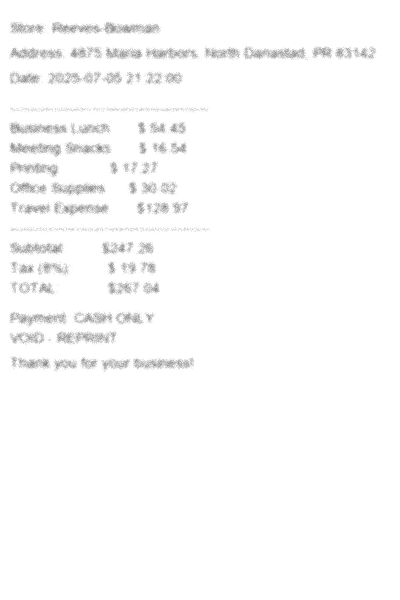 Store: Reeves-Bowman
Address: Maria Harbors, North Danastad, PR 83142
Date: 2025-07-05 21:22:00
Business Lunch $ 54.45
Meeting Snacks $ 16.54
Printing $ 17.27
Office Supplies $ 30.02
Travel Expense $128.97
Subtotal: $247.26
Tax (8%): $ 19.78
TOTAL: $267.04
Payment: CASH ONLY
VOID - REPRINT
Thank you for your business!